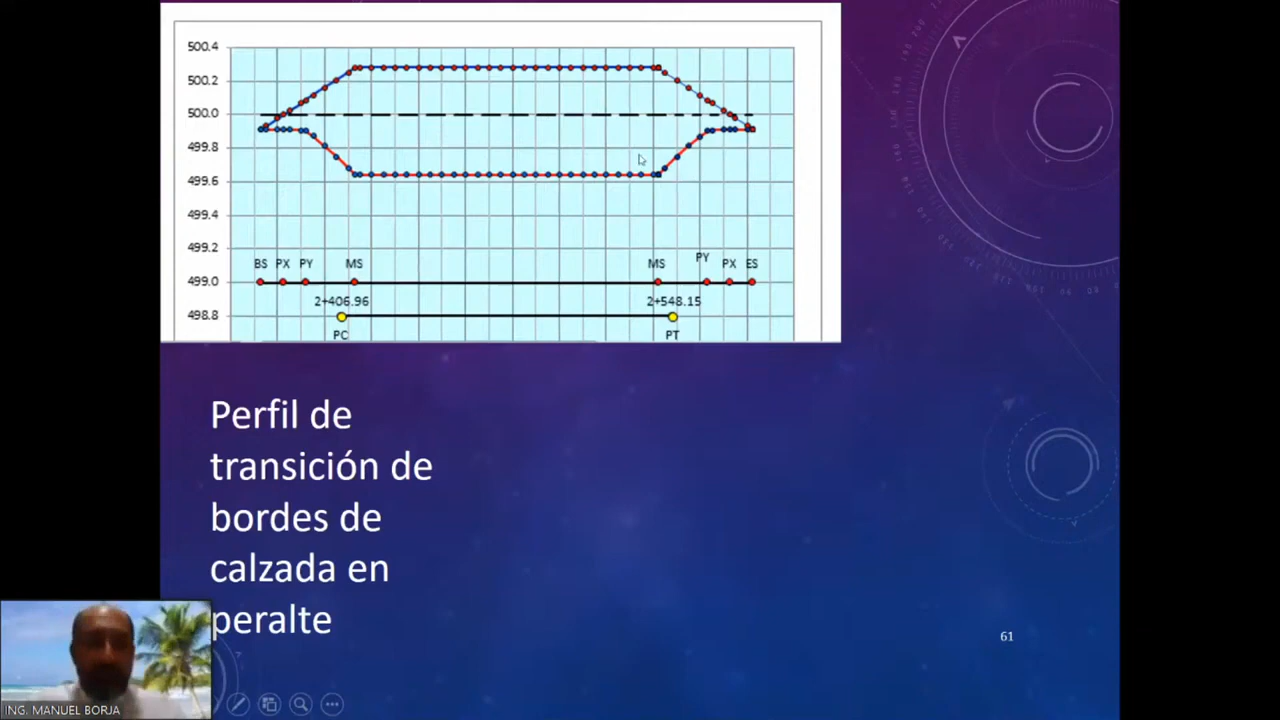 500.4
500.2
500.0
499.8
499.6
499.4
499.2
499.0
498.8
BS PX PY MS MS PY PX ES
2+406.96 2+548.15
PC PT
Perfil de
transición de
bordes de
calzada en
peralte
61
ING. MANUEL BORJA